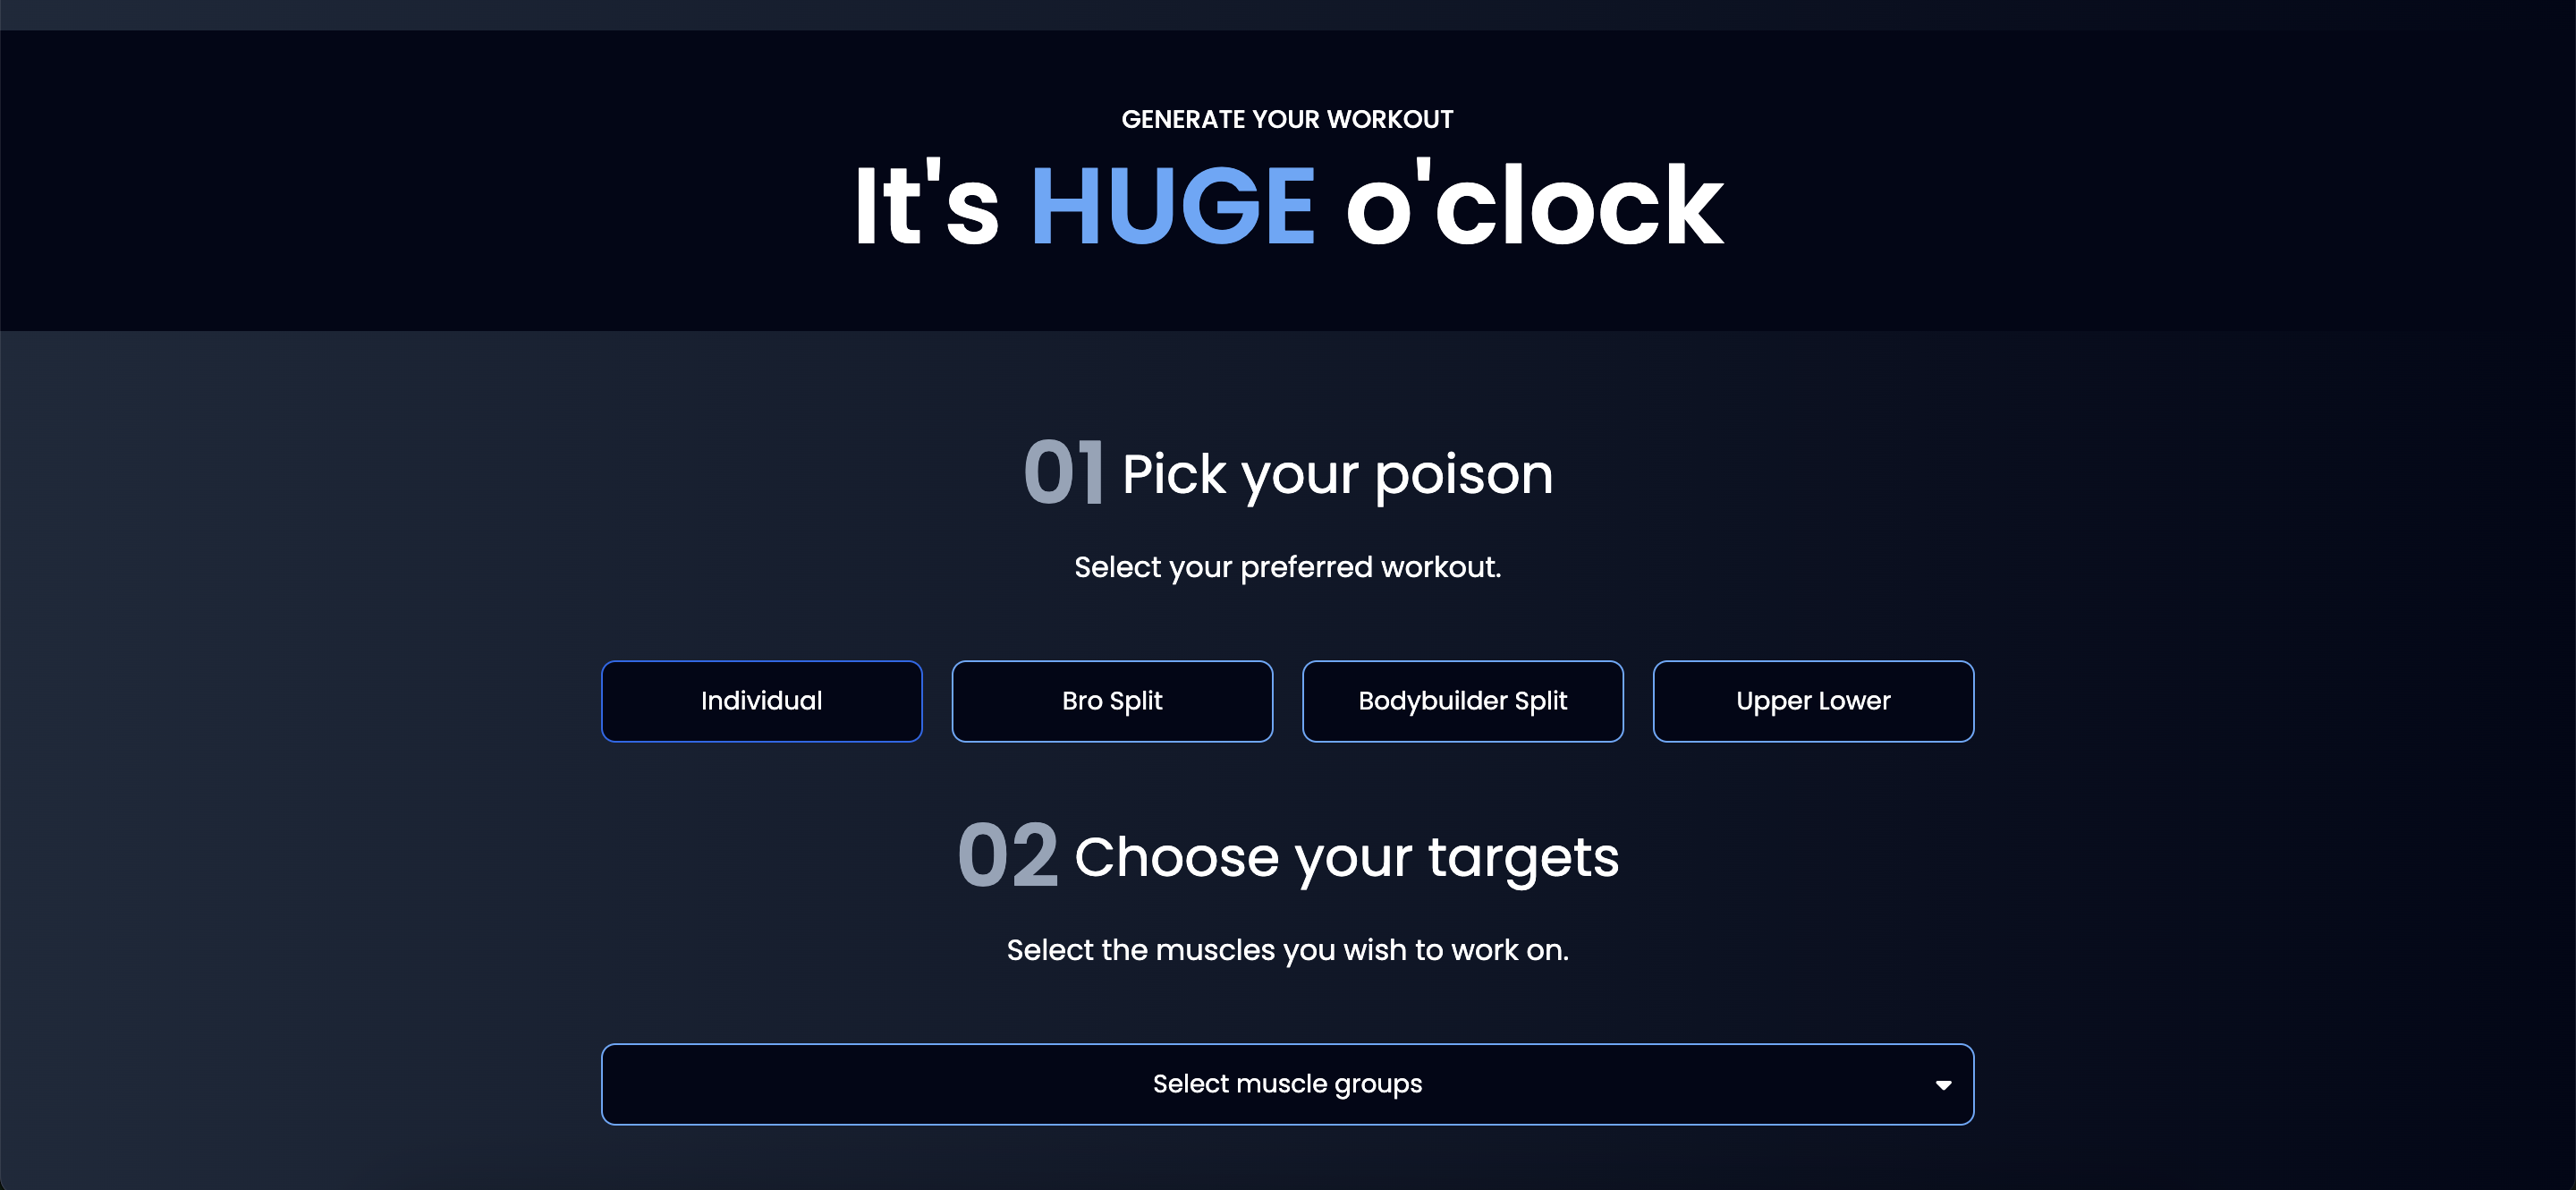 GENERATE YOUR WORKOUT
It's HUGE o'clock
01 Pick your poison
Select your preferred workout.
Individual
Bro Split
Bodybuilder Split
Upper Lower
02 Choose your targets
Select the muscles you wish to work on.
Select muscle groups